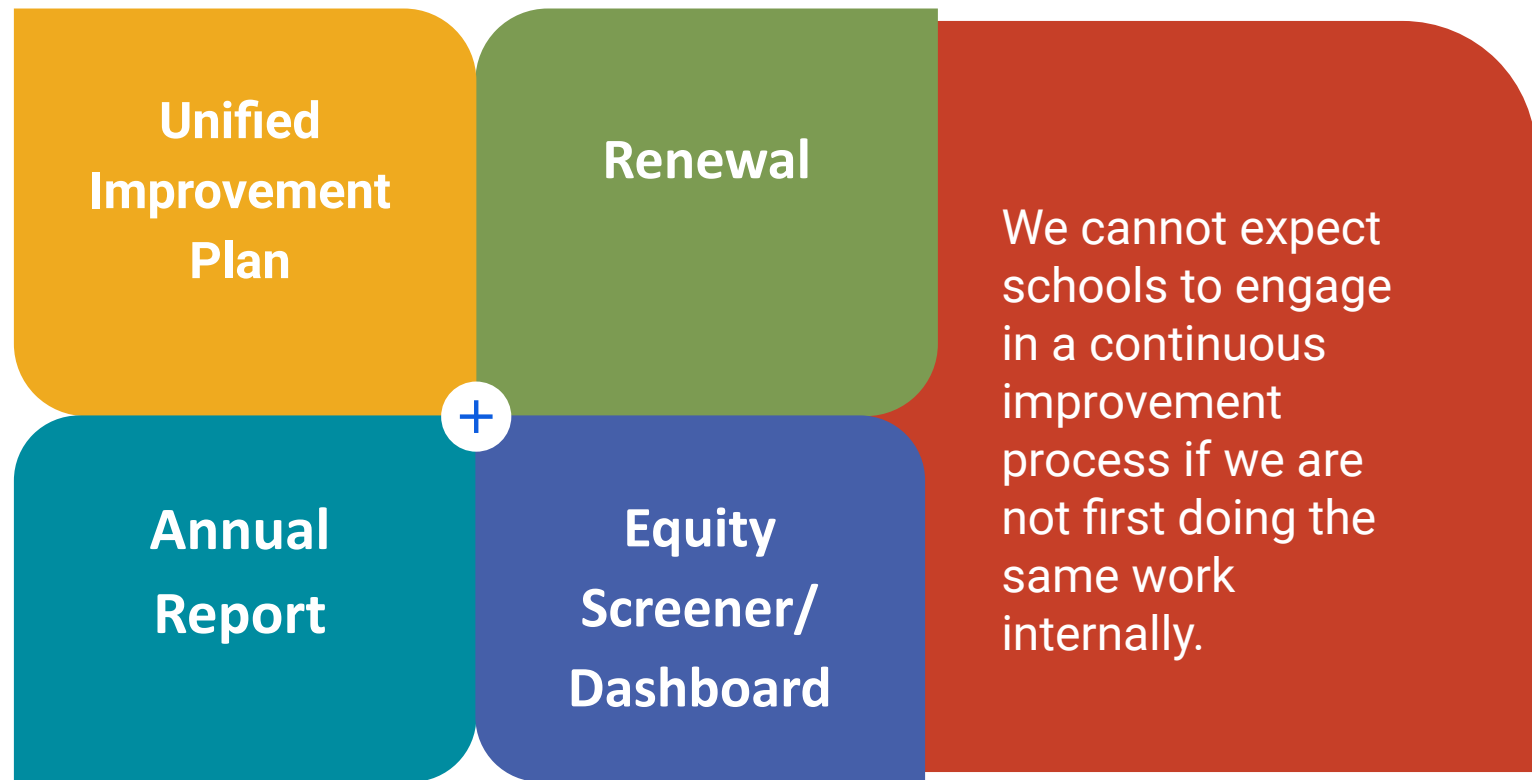 Unified
Improvement
Plan
Renewal
Annual
Report
Equity
Screener/
Dashboard
We cannot expect
schools to engage
in a continuous
improvement
process if we are
not first doing the
same work
internally.